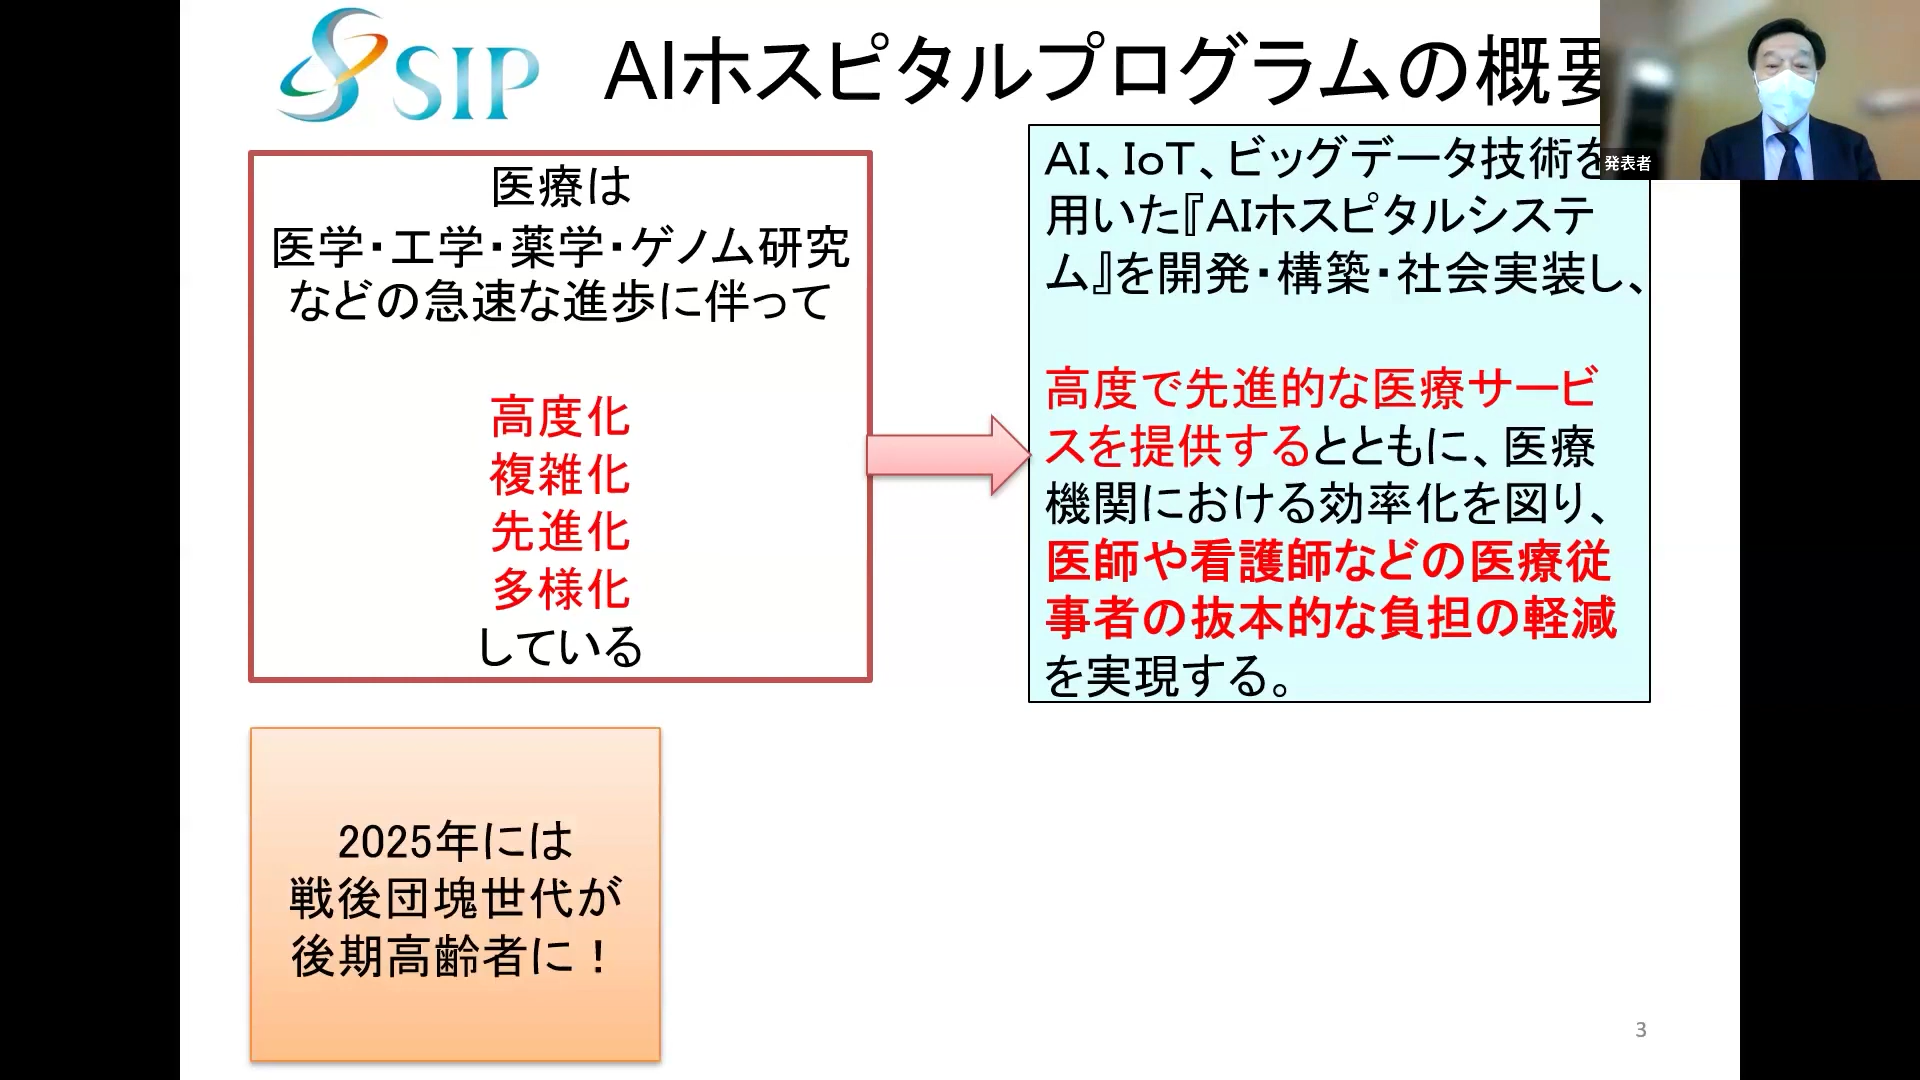 SIP
AIホスピタルプログラムの概要
発表者
医療は
医学・工学・薬学・ゲノム研究
などの急速な進歩に伴って
高度化
複雑化
先進化
多様化
している
AI、IoT、ビッグデータ技術を
用いた『AIホスピタルシステ
ム』を開発・構築・社会実装し、
高度で先進的な医療サービ
スを提供するとともに、医療
機関における効率化を図り、
医師や看護師などの医療従
事者の抜本的な負担の軽減
を実現する。
2025年には
戦後団塊世代が
後期高齢者に！
3